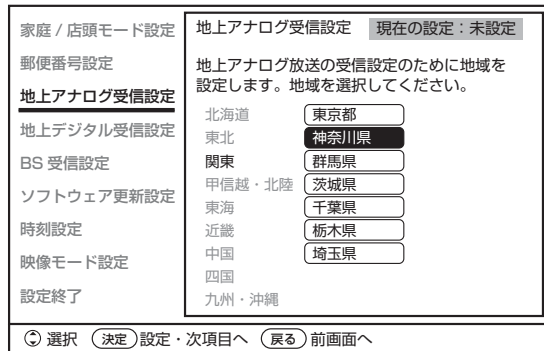 家庭 / 店頭モード設定
郵便番号設定
地上アナログ受信設定
地上デジタル受信設定
BS 受信設定
ソフトウェア更新設定
時刻設定
映像モード設定
設定終了
地上アナログ受信設定 現在の設定：未設定
地上アナログ放送の受信設定のために地域を
設定します。地域を選択してください。
北海道
東北
関東
甲信越・北陸
東海
近畿
中国
四国
九州・沖縄
東京都
神奈川県
群馬県
茨城県
千葉県
栃木県
埼玉県
選択 決定 設定・次項目へ 戻る 前画面へ